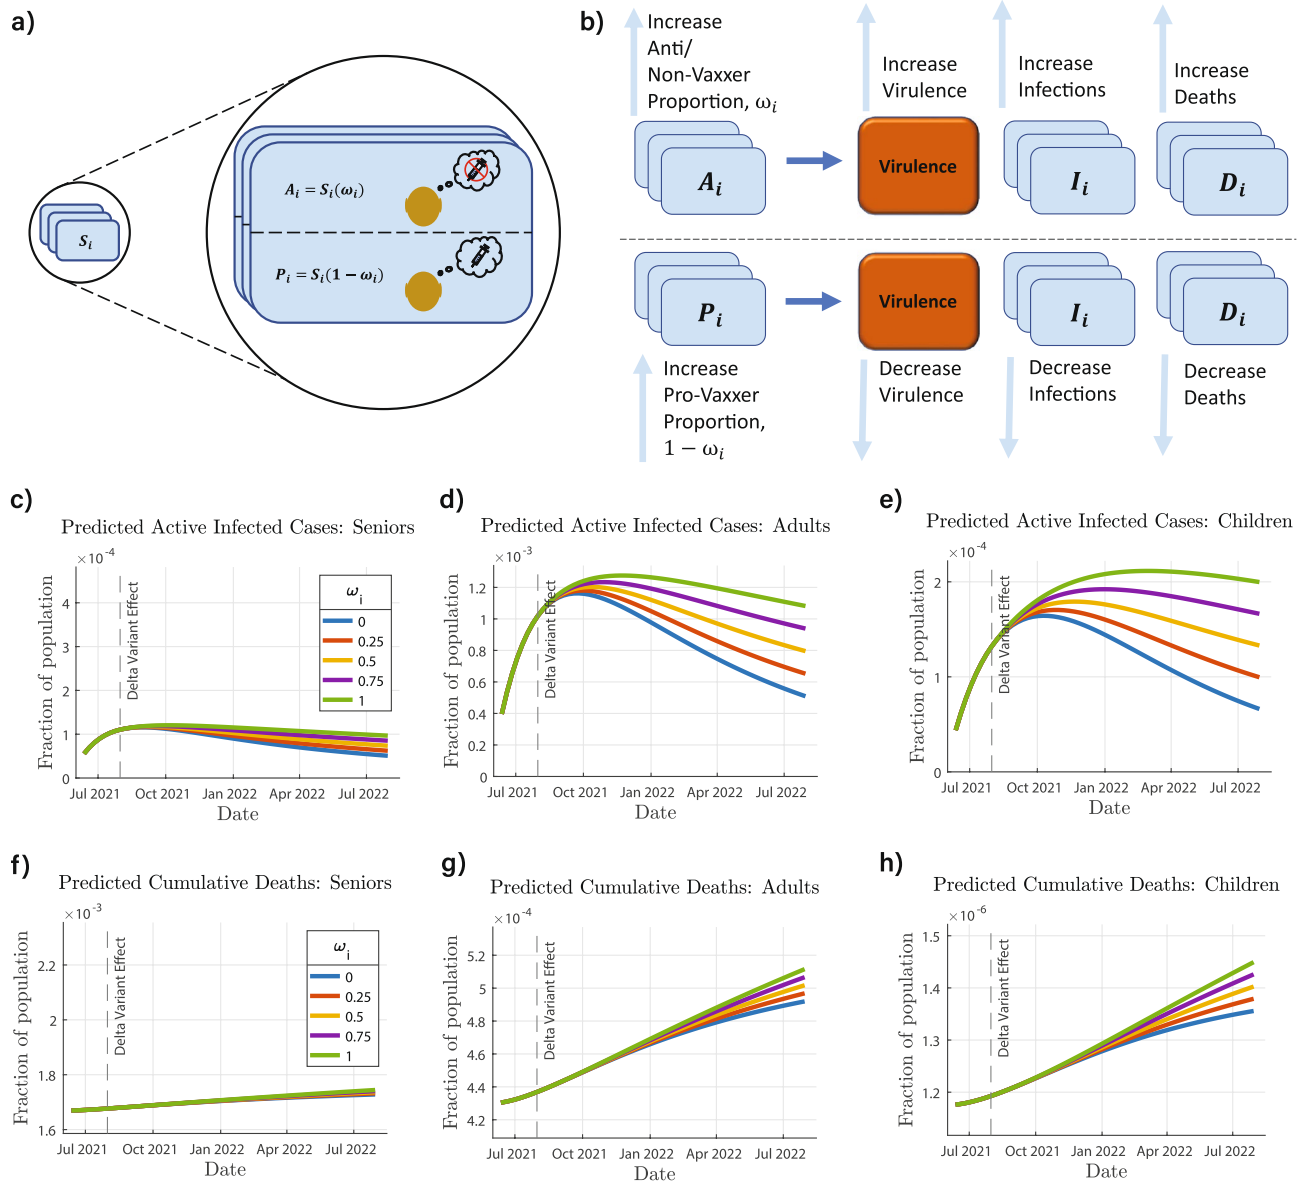 a)
S_i
A_i = S_i(ω_i)
P_i = S_i(1 − ω_i)
b)
Increase
Anti/
Non-Vaxxer
Proportion, ω_i
Increase
Virulence
Increase
Infections
Increase
Deaths
A_i
Virulence
I_i
D_i
P_i
Virulence
I_i
D_i
Increase
Pro-Vaxxer
Proportion,
1 − ω_i
Decrease
Virulence
Decrease
Infections
Decrease
Deaths
c)
Predicted Active Infected Cases: Seniors
×10^-4
Fraction of population
4
3
2
1
0
Delta Variant Effect
ω_i
0
0.25
0.5
0.75
1
Jul 2021 Oct 2021 Jan 2022 Apr 2022 Jul 2022
Date
d)
Predicted Active Infected Cases: Adults
×10^-3
Fraction of population
1.2
1
0.8
0.6
0.4
0.2
0
Delta Variant Effect
Jul 2021 Oct 2021 Jan 2022 Apr 2022 Jul 2022
Date
e)
Predicted Active Infected Cases: Children
×10^-4
Fraction of population
2
1
0
Delta Variant Effect
Jul 2021 Oct 2021 Jan 2022 Apr 2022 Jul 2022
Date
f)
Predicted Cumulative Deaths: Seniors
×10^-3
Fraction of population
2.2
2
1.8
1.6
Delta Variant Effect
ω_i
0
0.25
0.5
0.75
1
Jul 2021 Oct 2021 Jan 2022 Apr 2022 Jul 2022
Date
g)
Predicted Cumulative Deaths: Adults
×10^-4
Fraction of population
5.2
5
4.8
4.6
4.4
4.2
Delta Variant Effect
Jul 2021 Oct 2021 Jan 2022 Apr 2022 Jul 2022
Date
h)
Predicted Cumulative Deaths: Children
×10^-6
Fraction of population
1.5
1.4
1.3
1.2
Delta Variant Effect
Jul 2021 Oct 2021 Jan 2022 Apr 2022 Jul 2022
Date